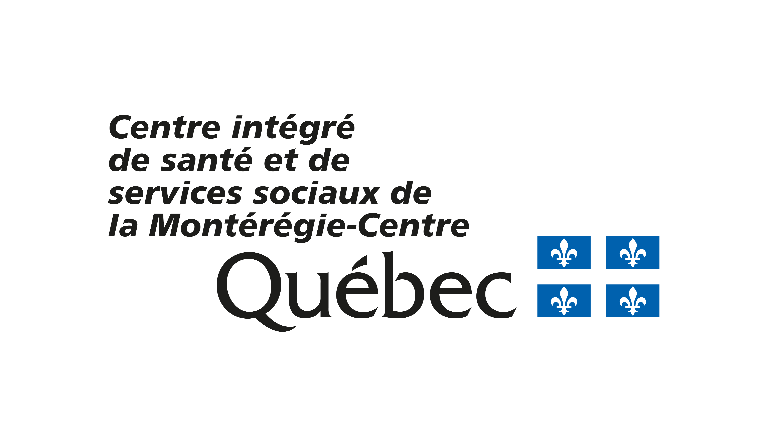 Centre intégré
de santé et de
services sociaux de
la Montérégie-Centre
Québec